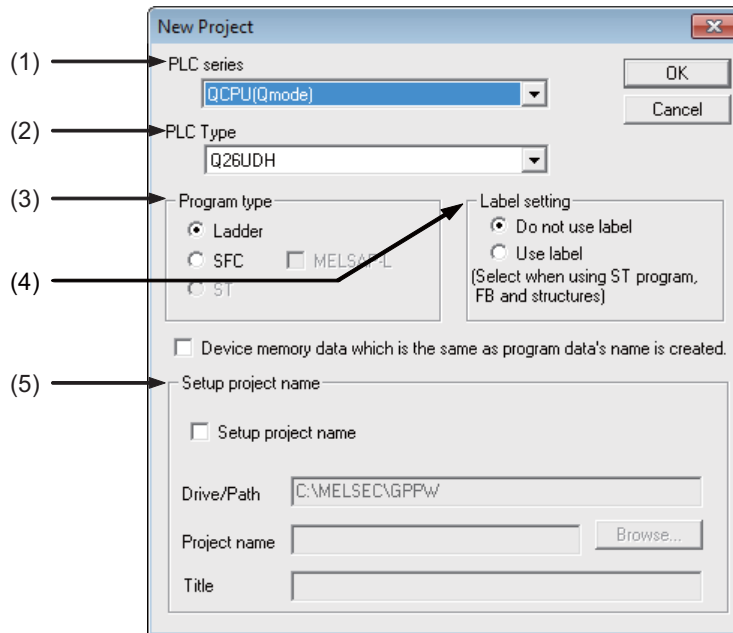 New Project
(1)
PLC series
OK
QCPU(Qmode)
Cancel
(2)
PLC Type
Q26UDH
(3)
Program type
Label setting
Ladder
Do not use label
SFC
MELSAP-L
Use label
(4)
ST
(Select when using ST program,
FB and structures)
Device memory data which is the same as program data's name is created.
(5)
Setup project name
Setup project name
Drive/Path
C:\MELSEC\GPPW
Project name
Browse...
Title